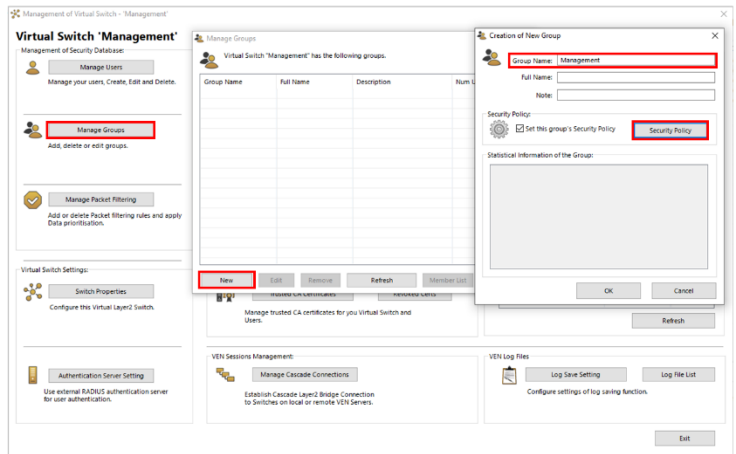 Management of Virtual Switch - 'Management'
Virtual Switch 'Management'
Management of Security Database:
Manage Users
Manage your users, Create, Edit and Delete.
Manage Groups
Add, delete or edit groups.
Manage Packet Filtering
Add or delete Packet filtering rules and apply
Data prioritisation.
Virtual Switch Settings:
Switch Properties
Configure this Virtual Layer2 Switch.
Authentication Server Setting
Use external RADIUS authentication server
for user authentication.
Manage Groups
Virtual Switch "Management" has the following groups.
Group Name Full Name Description Num
New Edit Remove Refresh Member List
Trusted CA Certificates Revoked Certs
Manage trusted CA certificates for you Virtual Switch and
Users.
VEN Sessions Management:
Manage Cascade Connections
Establish Cascade Layer2 Bridge Connection
to Switches on local or remote VEN Servers.
Creation of New Group
Group Name: Management
Full Name:
Note:
Security Policy:
Set this group's Security Policy Security Policy
Statistical Information of the Group:
OK Cancel
Refresh
VEN Log Files
Log Save Setting Log File List
Configure settings of log saving function.
Exit